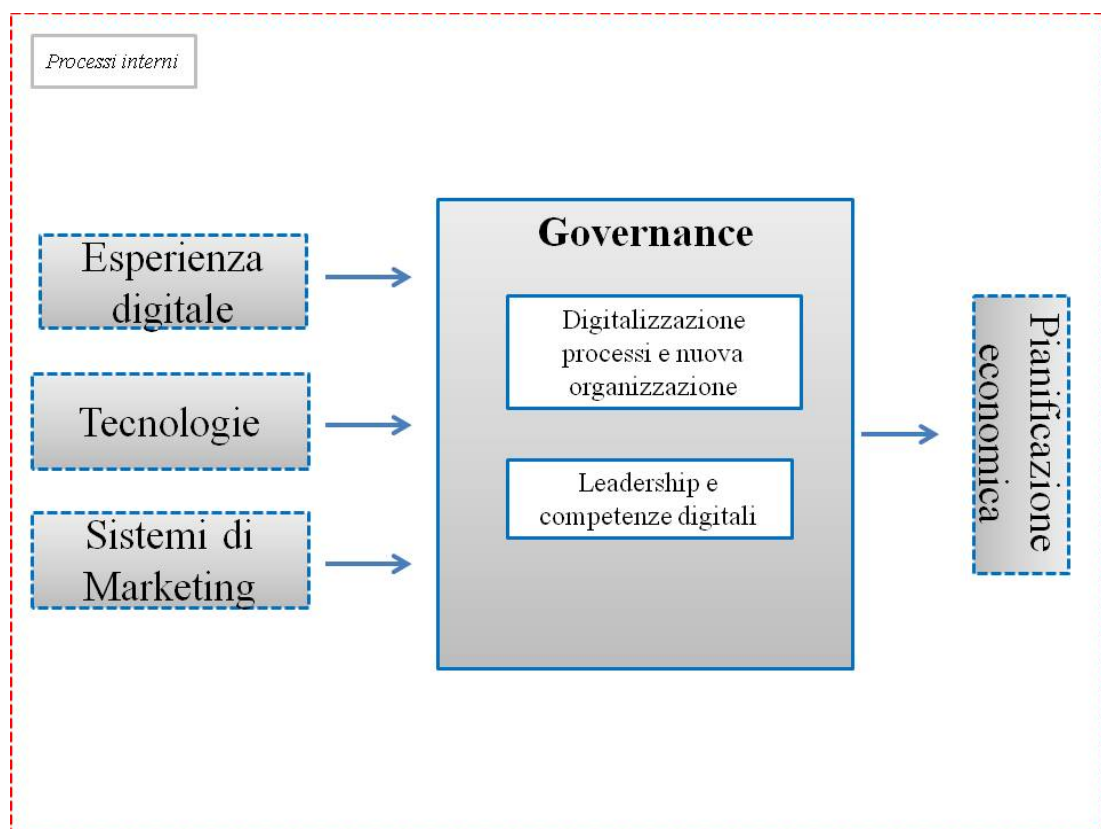 Processi interni
Esperienza
digitale
Tecnologie
Sistemi di
Marketing
Governance
Digitalizzazione
processi e nuova
organizzazione
Leadership e
competenze digitali
Pianificazione
economica